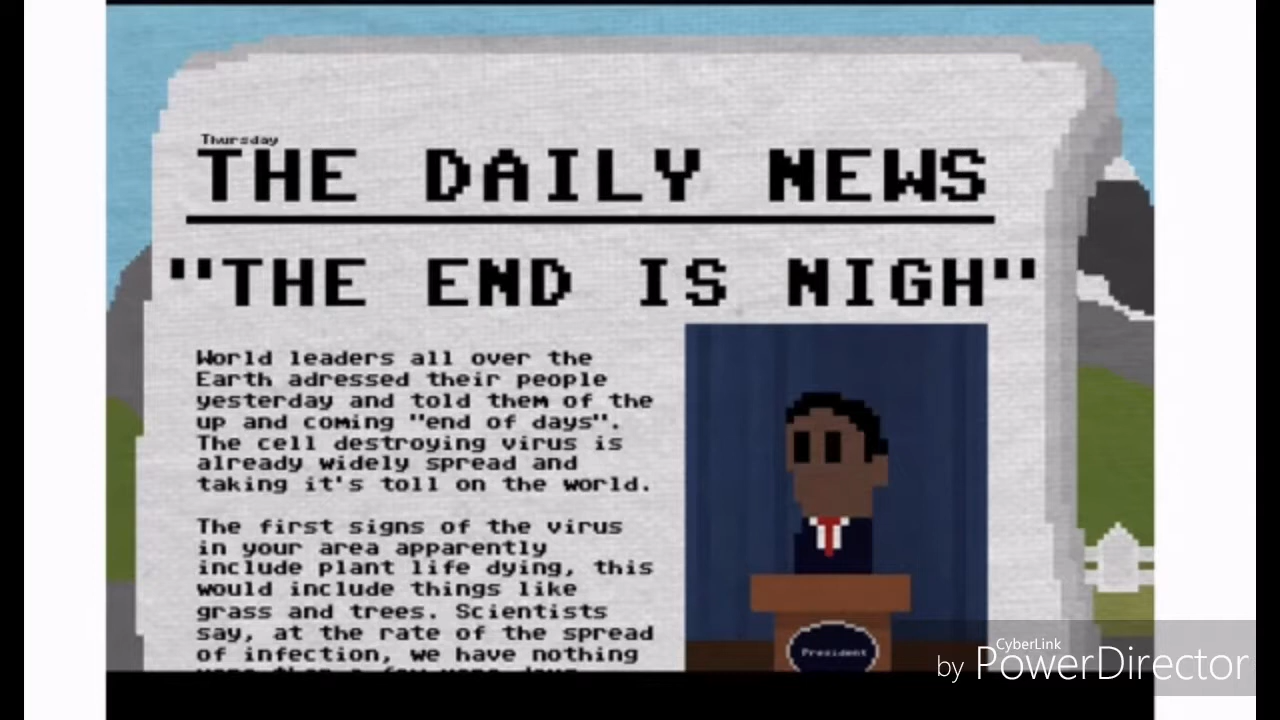 Thursday
THE DAILY NEWS
"THE END IS NIGH"
World leaders all over the
Earth adressed their people
yesterday and told them of the
up and coming "end of days".
The cell destroying virus is
already widely spread and
taking it's toll on the world.
The first signs of the virus
in your area apparently
include plant life dying, this
would include things like
grass and trees. Scientists
say, at the rate of the spread
of infection, we have nothing
President
CyberLink
by PowerDirector